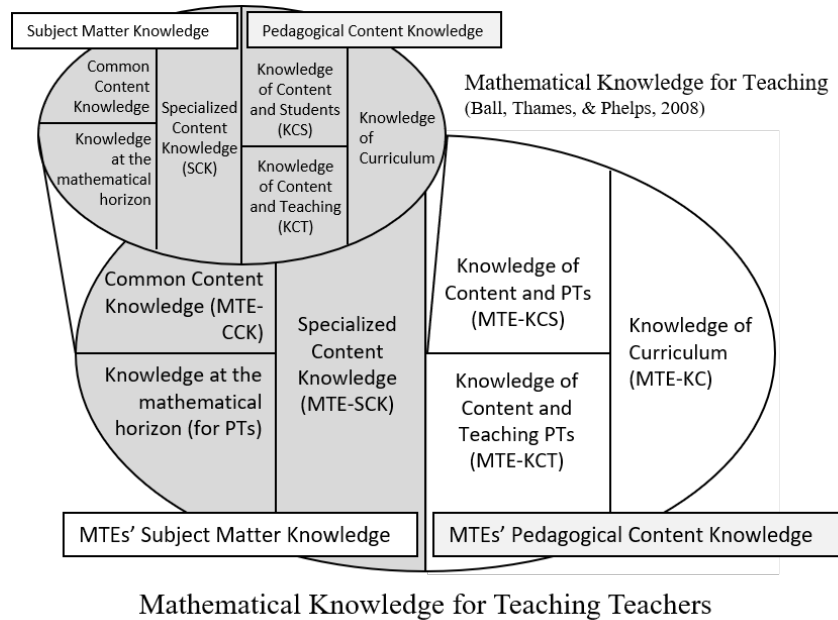 Subject Matter Knowledge
Pedagogical Content Knowledge
Common
Content
Knowledge
Knowledge
at the
mathematical
horizon
Specialized
Content
Knowledge
(SCK)
Knowledge
of Content
and Students
(KCS)
Knowledge
of Content
and Teaching
(KCT)
Knowledge
of
Curriculum
Mathematical Knowledge for Teaching
(Ball, Thames, & Phelps, 2008)
Common Content
Knowledge (MTE-
CCK)
Knowledge at the
mathematical
horizon (for PTs)
Specialized
Content
Knowledge
(MTE-SCK)
Knowledge of
Content and PTs
(MTE-KCS)
Knowledge of
Content and
Teaching PTs
(MTE-KCT)
Knowledge of
Curriculum
(MTE-KC)
MTEs’ Subject Matter Knowledge
MTEs’ Pedagogical Content Knowledge
Mathematical Knowledge for Teaching Teachers